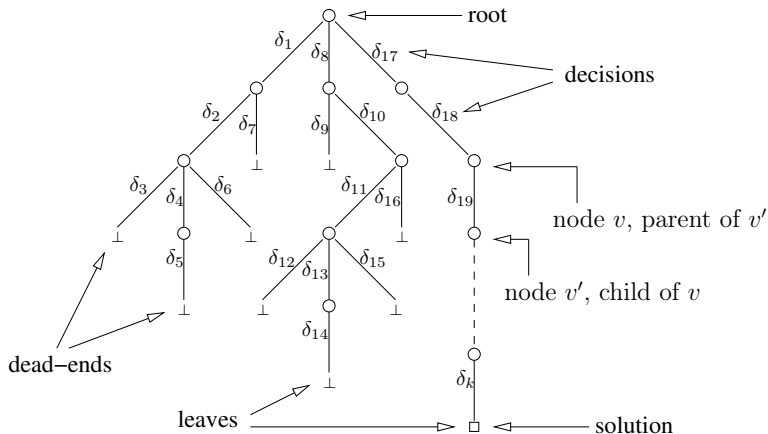 root
δ₁ δ₈ δ₁₇
decisions
δ₂ δ₇ δ₉ δ₁₀ δ₁₈
⊥ ⊥
δ₃ δ₄ δ₆ δ₁₁ δ₁₆ δ₁₉
node v, parent of v′
⊥ ⊥ ⊥
δ₅ δ₁₂ δ₁₃ δ₁₅
node v′, child of v
⊥ ⊥ ⊥
δ₁₄
dead−ends
δₖ
⊥
leaves
solution